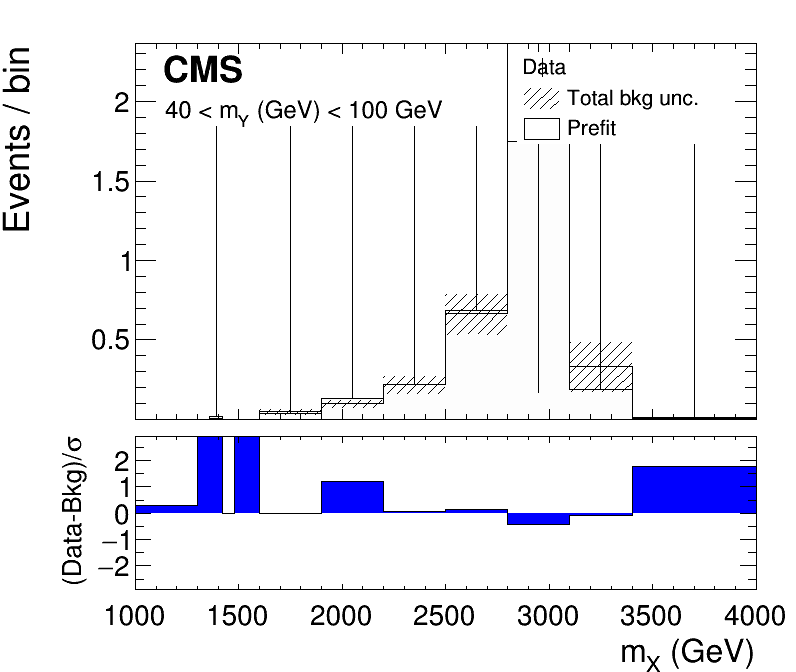 CMS
40 < mY (GeV) < 100 GeV
Data
Total bkg unc.
Prefit
Events / bin
2
1.5
1
0.5
(Data-Bkg)/σ
2
1
0
−1
−2
1000 1500 2000 2500 3000 3500 4000
mX (GeV)